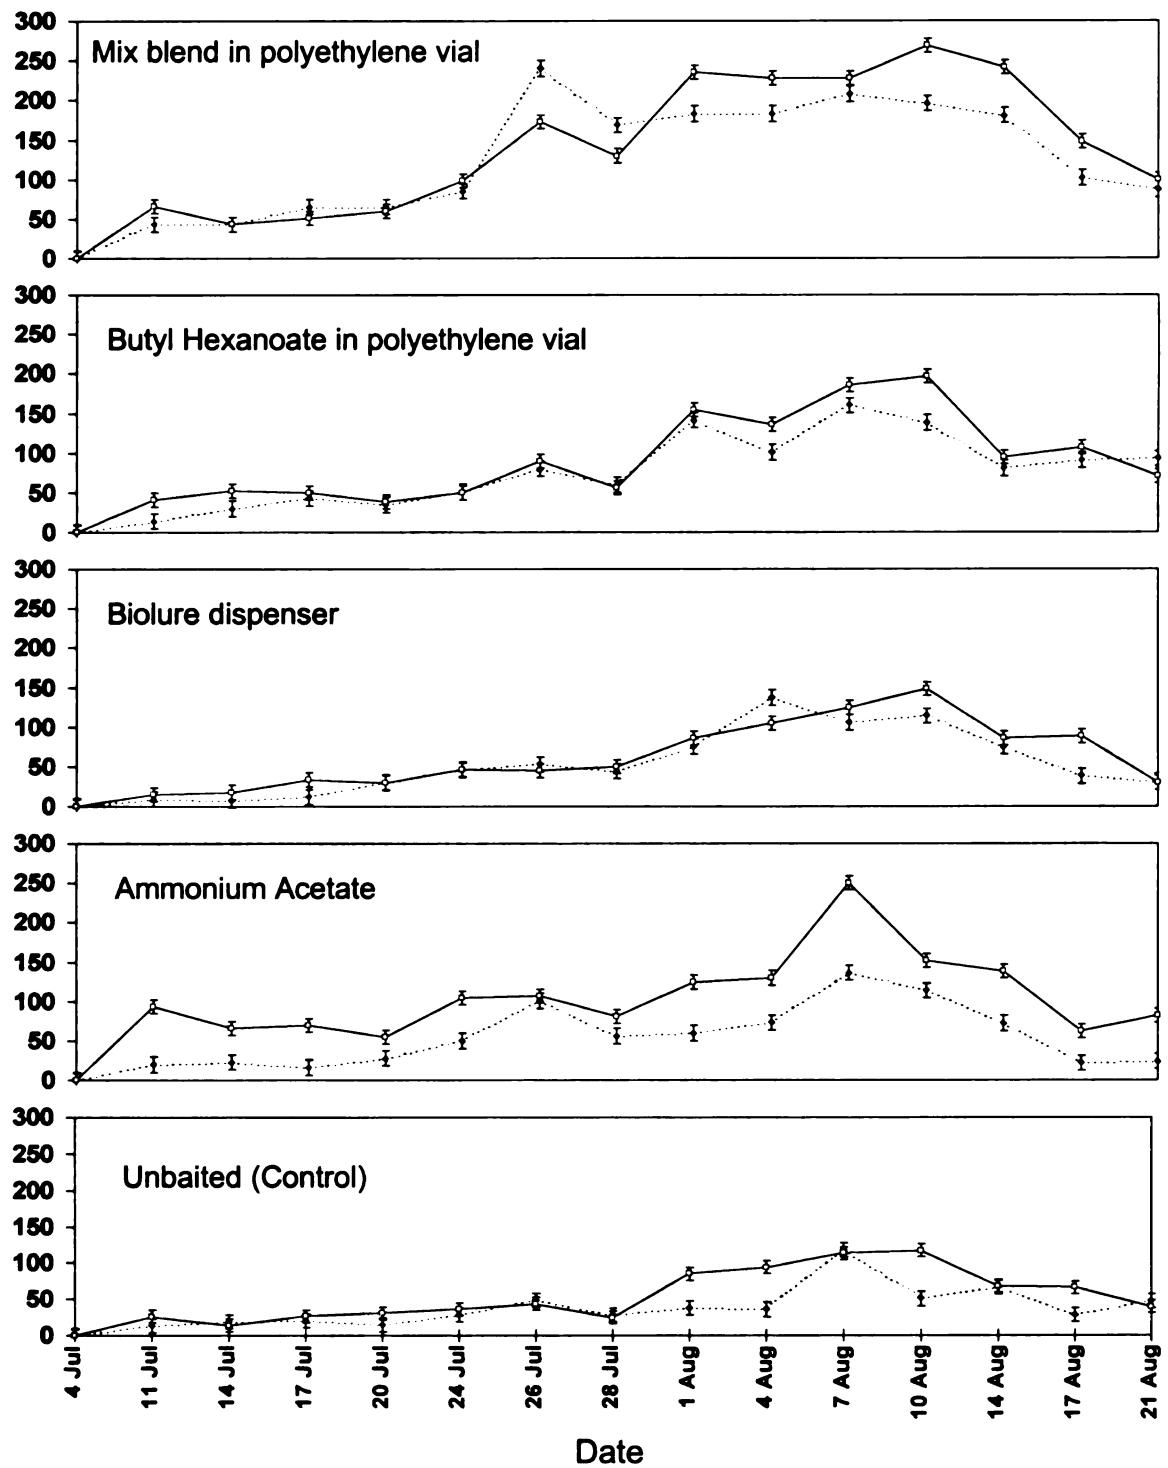 300
Mix blend in polyethylene vial
250
200
150
100
50
0
300
Butyl Hexanoate in polyethylene vial
250
200
150
100
50
0
300
250
Biolure dispenser
200
150
100
50
0
300
250
Ammonium Acetate
200
150
100
50
0
300
250
Unbaited (Control)
200
150
100
50
0
4 Jul
11 Jul
14 Jul
17 Jul
20 Jul
24 Jul
26 Jul
28 Jul
1 Aug
4 Aug
7 Aug
10 Aug
14 Aug
17 Aug
21 Aug
Date